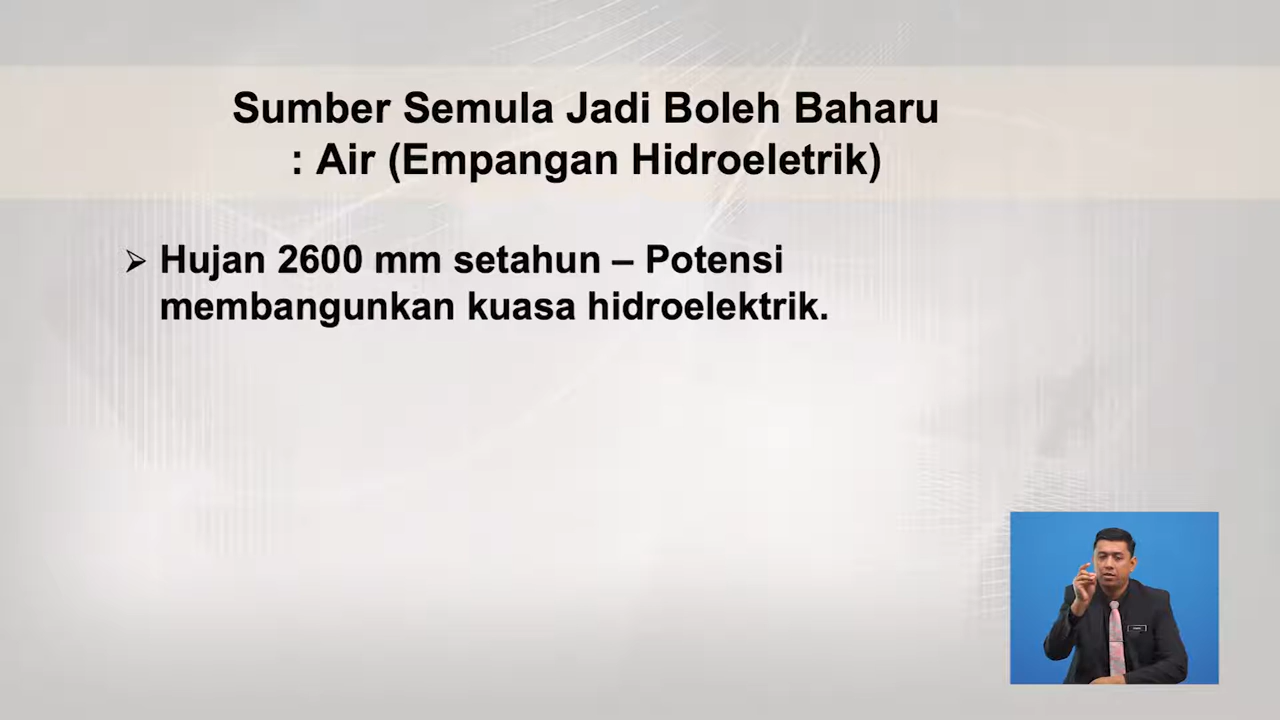 Sumber Semula Jadi Boleh Baharu
: Air (Empangan Hidroeletrik)
➢ Hujan 2600 mm setahun – Potensi
membangunkan kuasa hidroelektrik.